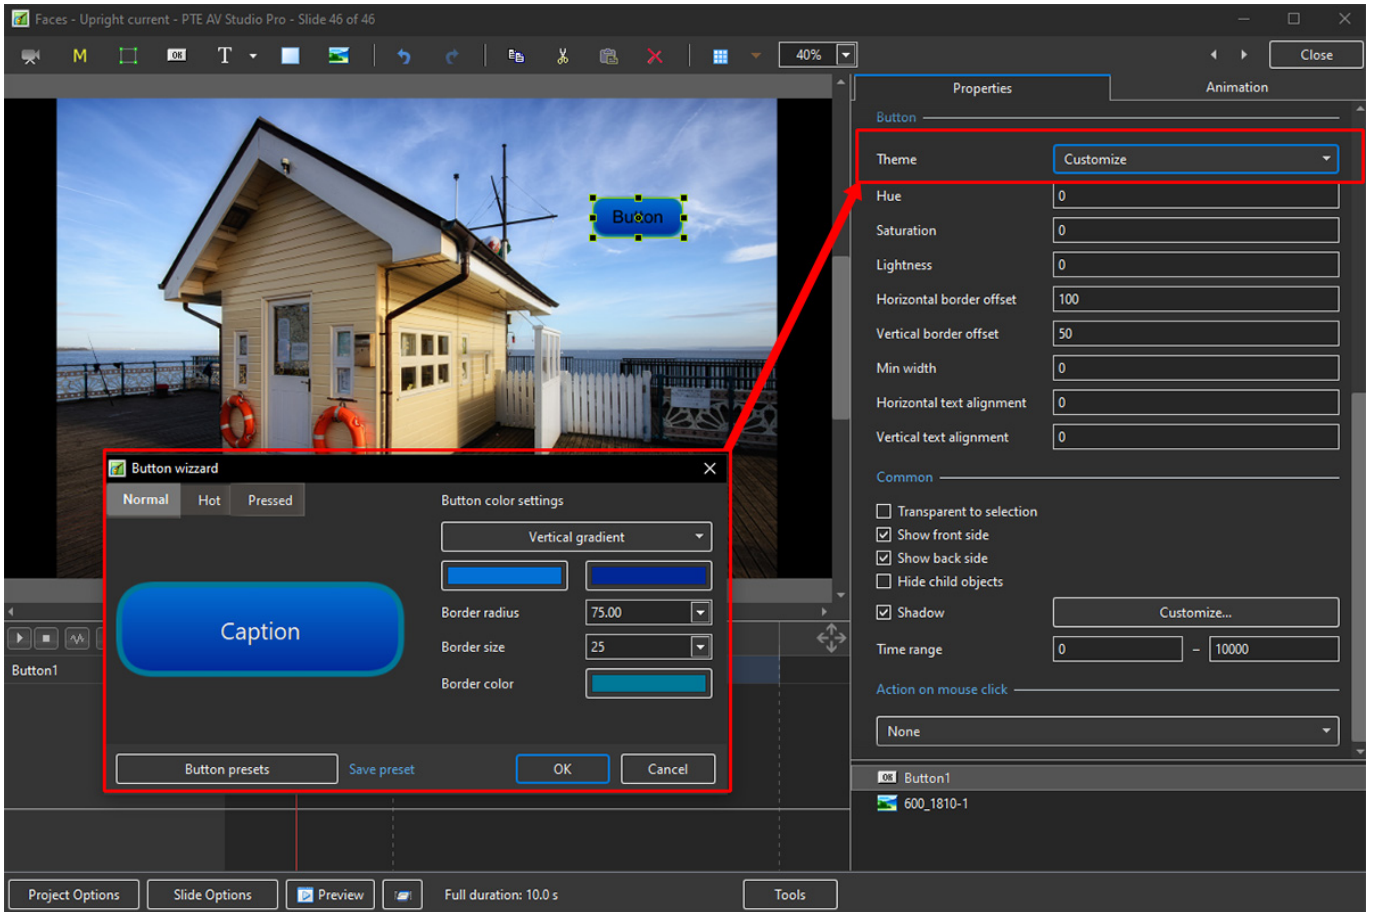 Faces - Upright current - PTE AV Studio Pro - Slide 46 of 46
M OK T 40% Close
Properties Animation
Button
Theme Customize
Hue 0
Saturation 0
Lightness 0
Horizontal border offset 100
Vertical border offset 50
Min width 0
Horizontal text alignment 0
Vertical text alignment 0
Common
Transparent to selection
Show front side
Show back side
Hide child objects
Shadow Customize...
Time range 0 – 10000
Action on mouse click
None
OK Button1
600_1810-1
Button
Button wizzard
Normal Hot Pressed
Button color settings
Vertical gradient
Border radius 75.00
Border size 25
Border color
Caption
Button presets Save preset OK Cancel
Button1
Project Options Slide Options Preview Full duration: 10.0 s Tools